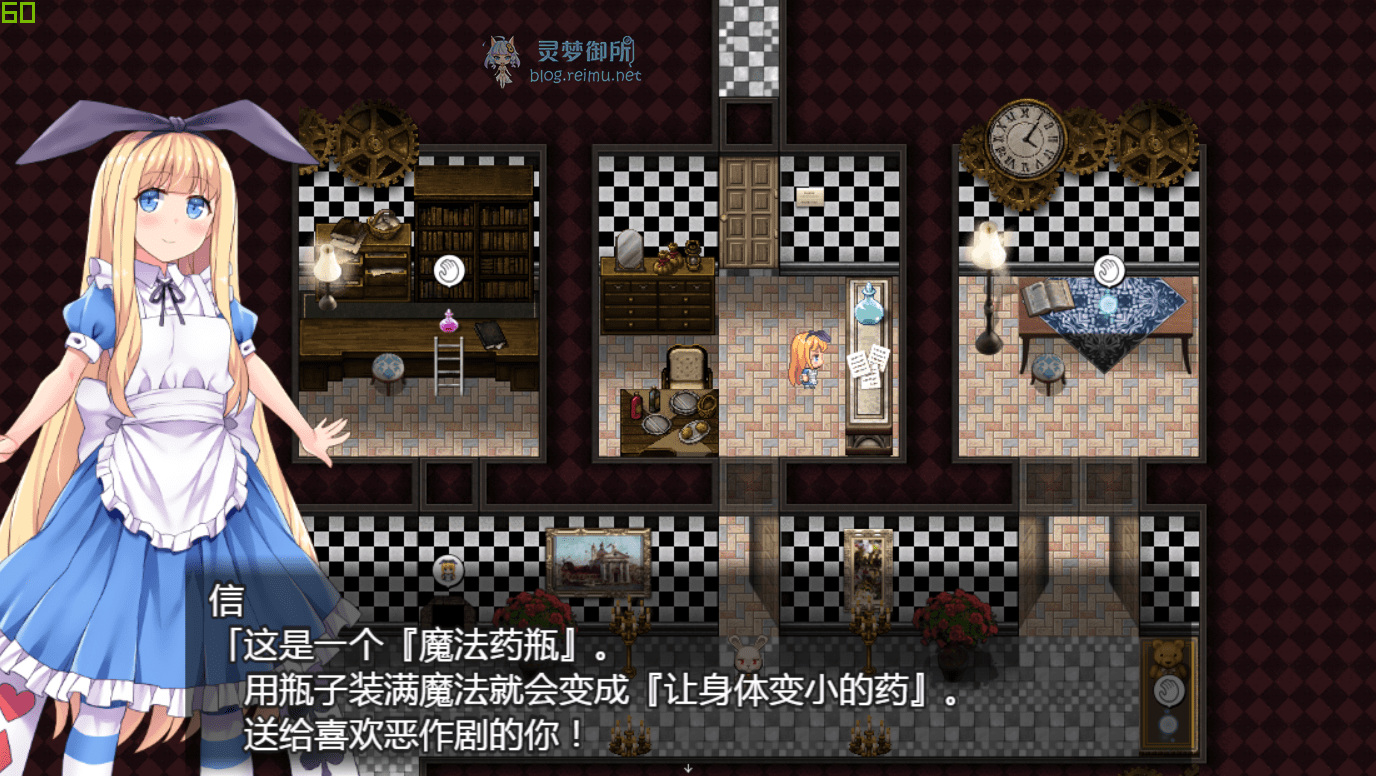 60
灵梦御所
blog.reimu.net
信
「这是一个『魔法药瓶』。
用瓶子装满魔法就会变成『让身体变小的药』。
送给喜欢恶作剧的你！